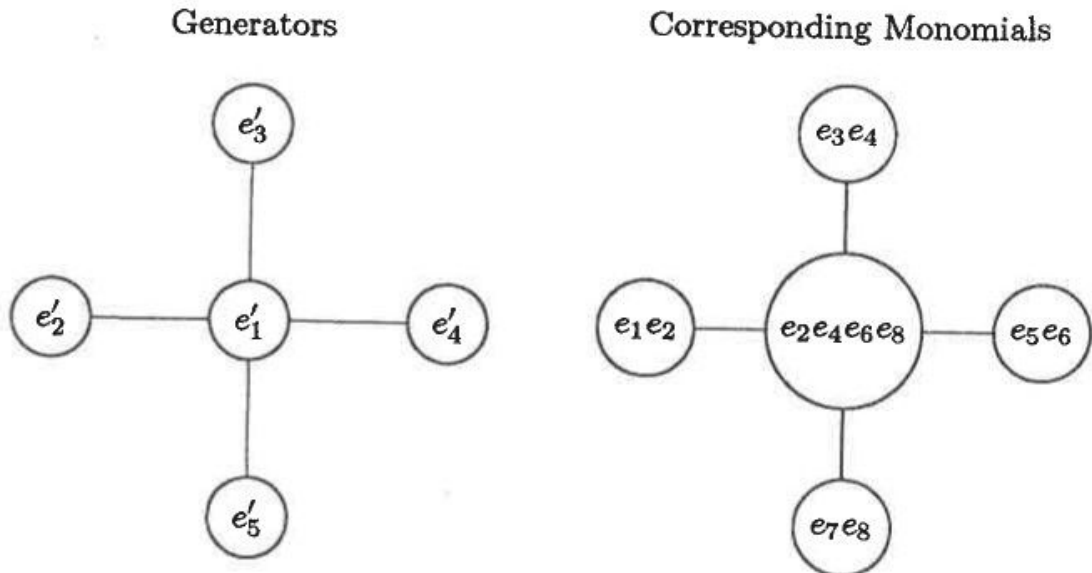 Generators Corresponding Monomials
e′₃ e₃e₄
e′₂ e′₁ e′₄ e₁e₂ e₂e₄e₆e₈ e₅e₆
e′₅ e₇e₈